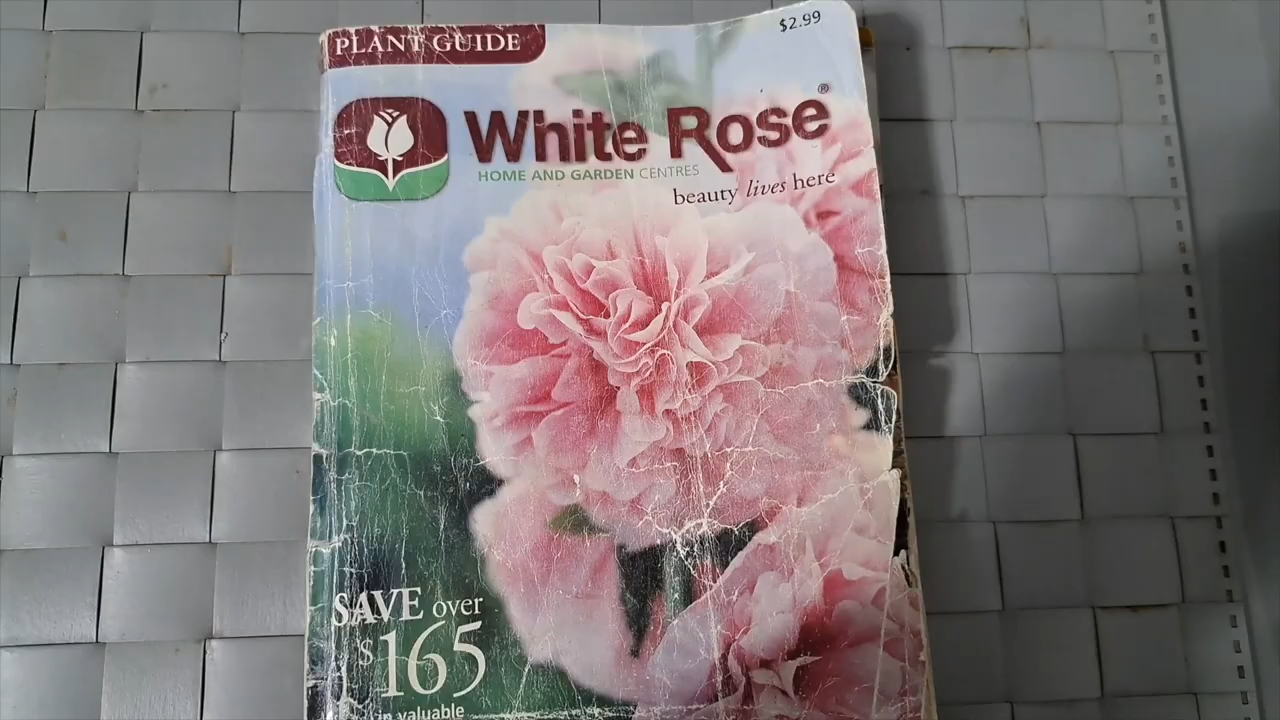 $2.99
PLANT GUIDE
White Rose®
HOME AND GARDEN CENTRES
beauty lives here
SAVE over
$165
in valuable